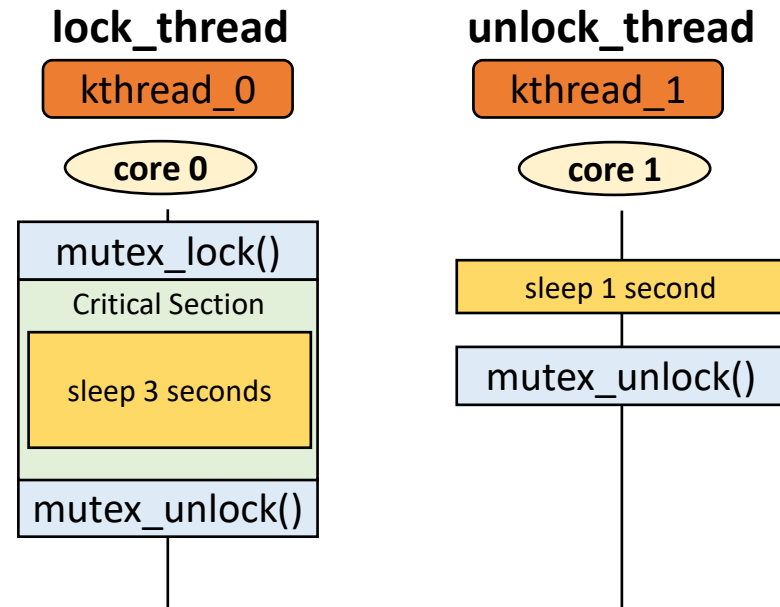 lock_thread
kthread_0
core 0
mutex_lock()
Critical Section
sleep 3 seconds
mutex_unlock()
unlock_thread
kthread_1
core 1
sleep 1 second
mutex_unlock()